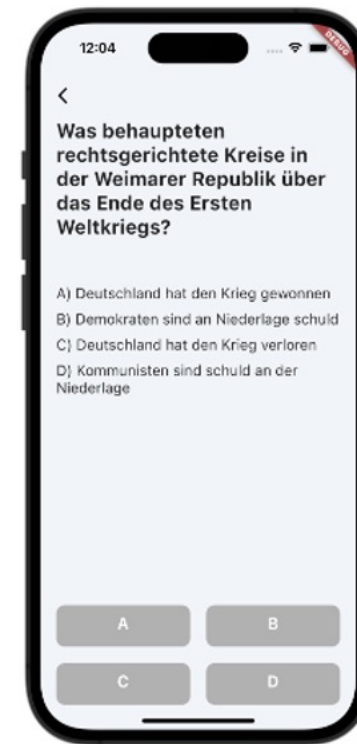 12:04
DEBUG
Was behaupteten
rechtsgerichtete Kreise in
der Weimarer Republik über
das Ende des Ersten
Weltkriegs?
A) Deutschland hat den Krieg gewonnen
B) Demokraten sind an Niederlage schuld
C) Deutschland hat den Krieg verloren
D) Kommunisten sind schuld an der
Niederlage
A B
C D